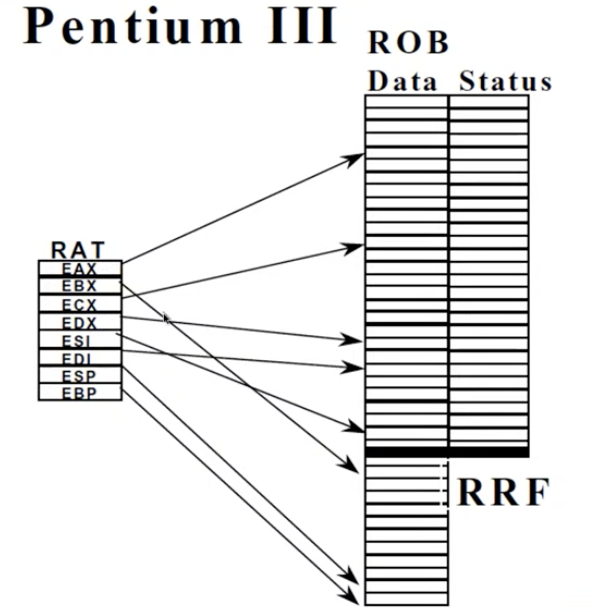 Pentium III
ROB
Data Status
RAT
EAX
EBX
ECX
EDX
ESI
EDI
ESP
EBP
RRF